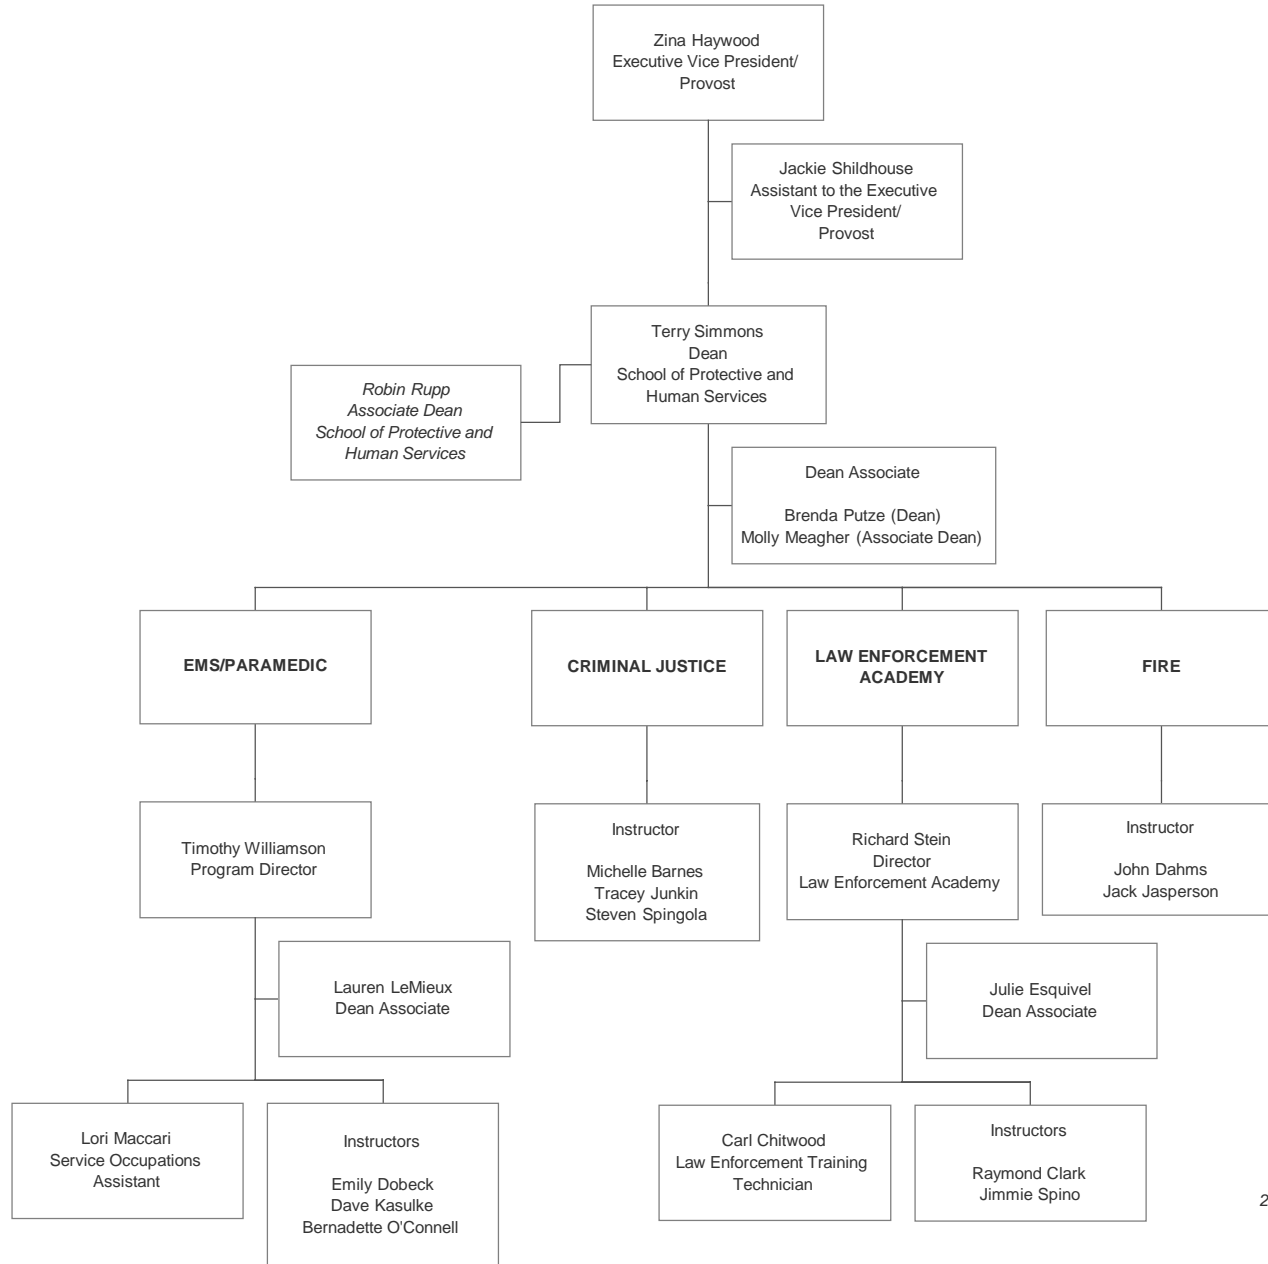 Zina Haywood
Executive Vice President/
Provost
Jackie Shildhouse
Assistant to the Executive
Vice President/
Provost
Terry Simmons
Dean
School of Protective and
Human Services
Robin Rupp
Associate Dean
School of Protective and
Human Services
Dean Associate
Brenda Putze (Dean)
Molly Meagher (Associate Dean)
EMS/PARAMEDIC
CRIMINAL JUSTICE
LAW ENFORCEMENT
ACADEMY
FIRE
Timothy Williamson
Program Director
Instructor
Michelle Barnes
Tracey Junkin
Steven Spingola
Richard Stein
Director
Law Enforcement Academy
Instructor
John Dahms
Jack Jasperson
Lauren LeMieux
Dean Associate
Julie Esquivel
Dean Associate
Lori Maccari
Service Occupations
Assistant
Instructors
Emily Dobeck
Dave Kasulke
Bernadette O'Connell
Carl Chitwood
Law Enforcement Training
Technician
Instructors
Raymond Clark
Jimmie Spino
2